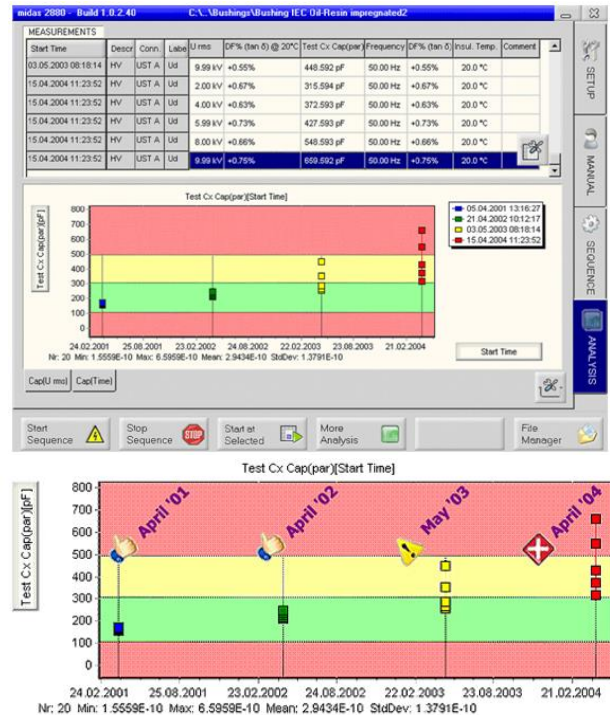 midas 2880 - Build 1.0.2.40 C:\..\Bushings\Bushing IEC Oil-Resin impregnated2
MEASUREMENTS
Start Time Descr Conn. Labe U rms DF% (tan δ) @ 20°C Test Cap(par) Frequency DF% (tan δ) Insul. Temp. Comment
03.05.2003 08:18:14 HV UST A Ud 9.99 kV +0.55% 448.592 pF 50.00 Hz +0.55% 20.0 °C
15.04.2004 11:23:52 HV UST A Ud 2.00 kV +0.67% 315.594 pF 50.00 Hz +0.67% 20.0 °C
15.04.2004 11:23:52 HV UST A Ud 4.00 kV +0.63% 372.593 pF 50.00 Hz +0.63% 20.0 °C
15.04.2004 11:23:52 HV UST A Ud 5.99 kV +0.73% 427.593 pF 50.00 Hz +0.73% 20.0 °C
15.04.2004 11:23:52 HV UST A Ud 8.00 kV +0.66% 548.593 pF 50.00 Hz +0.66% 20.0 °C
15.04.2004 11:23:52 HV UST A Ud 9.99 kV +0.75% 659.592 pF 50.00 Hz +0.75% 20.0 °C
SETUP
MANUAL
SEQUENCE
ANALYSIS
Test Cx Cap(par)[Start Time]
Test Cx Cap(par)[pF]
800
700
600
500
400
300
200
100
0
05.04.2001 13:16:27
21.04.2002 10:12:17
03.05.2003 08:18:14
15.04.2004 11:23:52
24.02.2001 25.08.2001 23.02.2002 24.08.2002 22.02.2003 23.08.2003 21.02.2004
Nr: 20 Min: 1.5559E-10 Max: 6.5959E-10 Mean: 2.9434E-10 StdDev: 1.3791E-10
Start Time
Cap(U rms) Cap(Time)
Start Sequence
Stop Sequence
STOP
Start at Selected
More Analysis
File Manager
Test Cx Cap(par)[Start Time]
Test Cx Cap(par)[pF]
800
700
600
500
400
300
200
100
0
April '01
April '02
May '03
April '04
24.02.2001 25.08.2001 23.02.2002 24.08.2002 22.02.2003 23.08.2003 21.02.2004
Nr: 20 Min: 1.5559E-10 Max: 6.5959E-10 Mean: 2.9434E-10 StdDev: 1.3791E-10